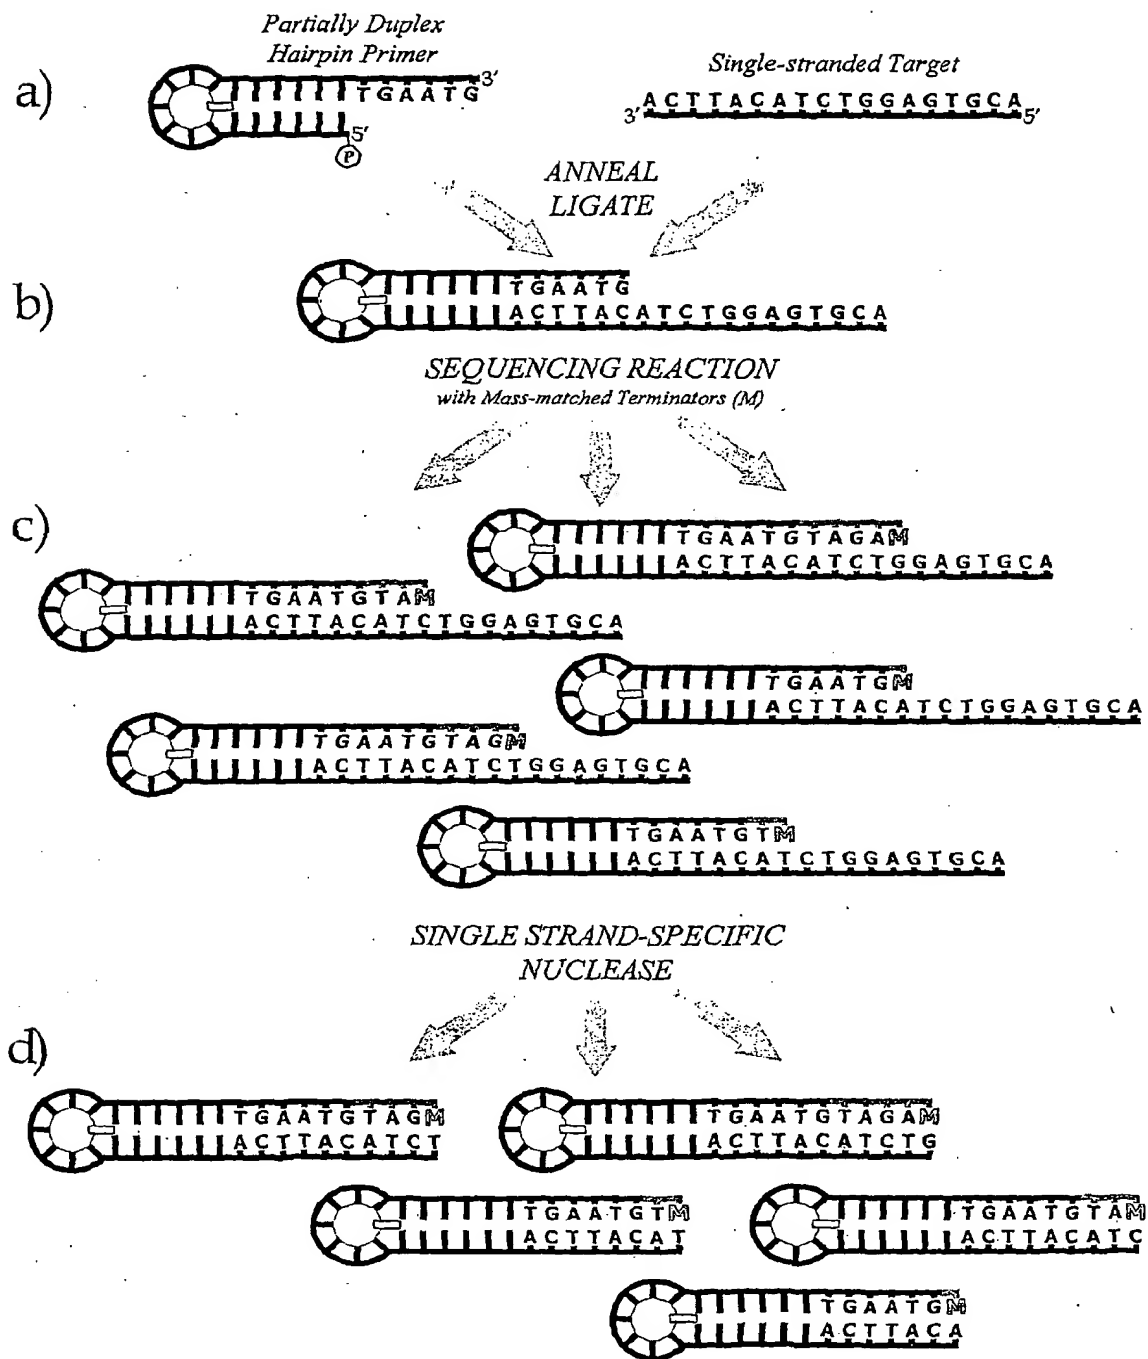 Partially Duplex
Hairpin Primer
Single-stranded Target
a)
TGAATG 3'
5'
P
3' ACTTACATCTGGAGTGCA 5'
ANNEAL
LIGATE
b)
TGAATG
ACTTACATCTGGAGTGCA
SEQUENCING REACTION
with Mass-matched Terminators (M)
c)
TGAATGTAGAM
ACTTACATCTGGAGTGCA
TGAATGTAM
ACTTACATCTGGAGTGCA
TGAATGM
ACTTACATCTGGAGTGCA
TGAATGTAGM
ACTTACATCTGGAGTGCA
TGAATGTM
ACTTACATCTGGAGTGCA
SINGLE STRAND-SPECIFIC
NUCLEASE
d)
TGAATGTAGM
ACTTACATCT
TGAATGTAGAM
ACTTACATCTG
TGAATGTM
ACTTACAT
TGAATGTAM
ACTTACATC
TGAATGM
ACTTACA